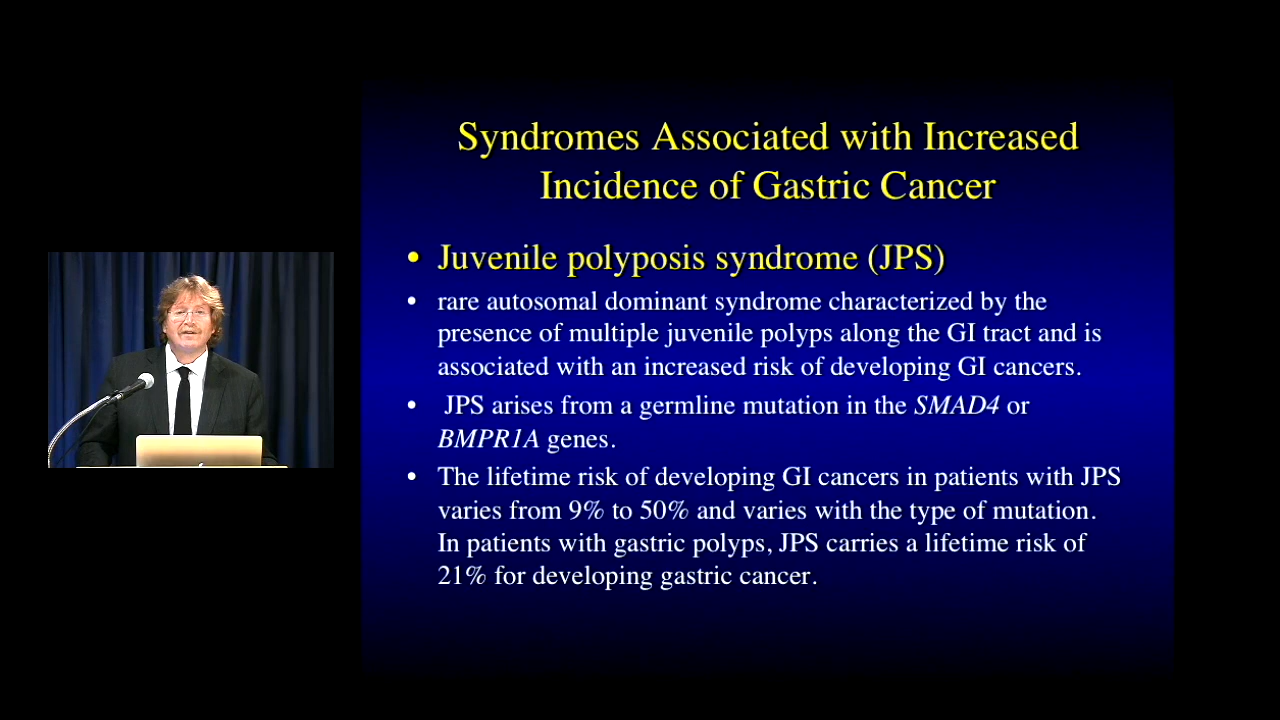 Syndromes Associated with Increased
Incidence of Gastric Cancer
• Juvenile polyposis syndrome (JPS)
• rare autosomal dominant syndrome characterized by the
presence of multiple juvenile polyps along the GI tract and is
associated with an increased risk of developing GI cancers.
• JPS arises from a germline mutation in the SMAD4 or
BMPR1A genes.
• The lifetime risk of developing GI cancers in patients with JPS
varies from 9% to 50% and varies with the type of mutation.
In patients with gastric polyps, JPS carries a lifetime risk of
21% for developing gastric cancer.